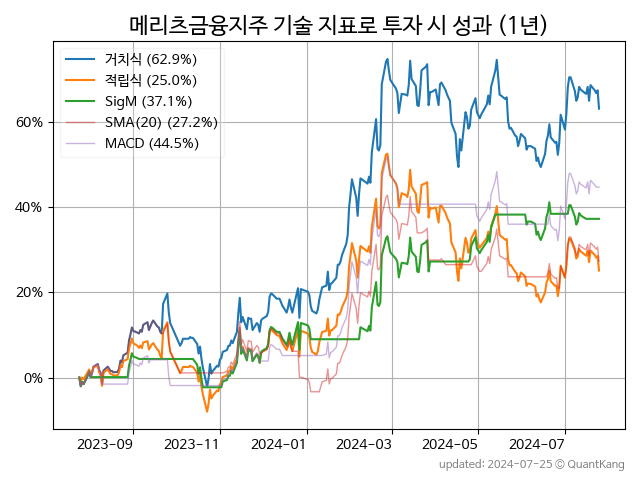 메리츠금융지주 기술 지표로 투자 시 성과 (1년)
거치식 (62.9%)
적립식 (25.0%)
SigM (37.1%)
SMA(20) (27.2%)
MACD (44.5%)
60%
40%
20%
0%
2023-09 2023-11 2024-01 2024-03 2024-05 2024-07
updated: 2024-07-25 © QuantKang